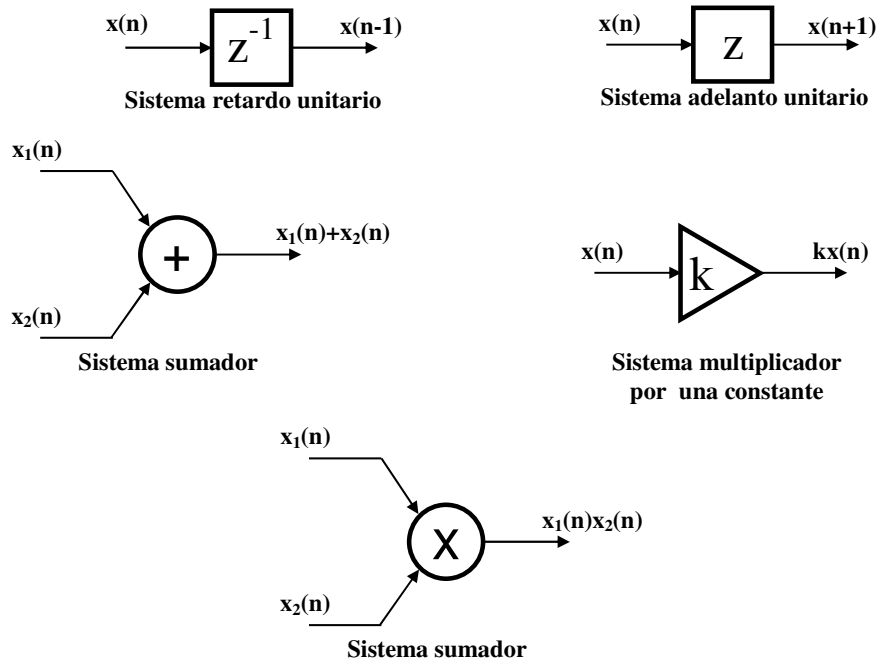 x(n) z⁻¹ x(n-1)
Sistema retardo unitario
x(n) z x(n+1)
Sistema adelanto unitario
x₁(n)
+ x₁(n)+x₂(n)
x₂(n)
Sistema sumador
x(n) k kx(n)
Sistema multiplicador
por una constante
x₁(n)
X x₁(n)x₂(n)
x₂(n)
Sistema sumador